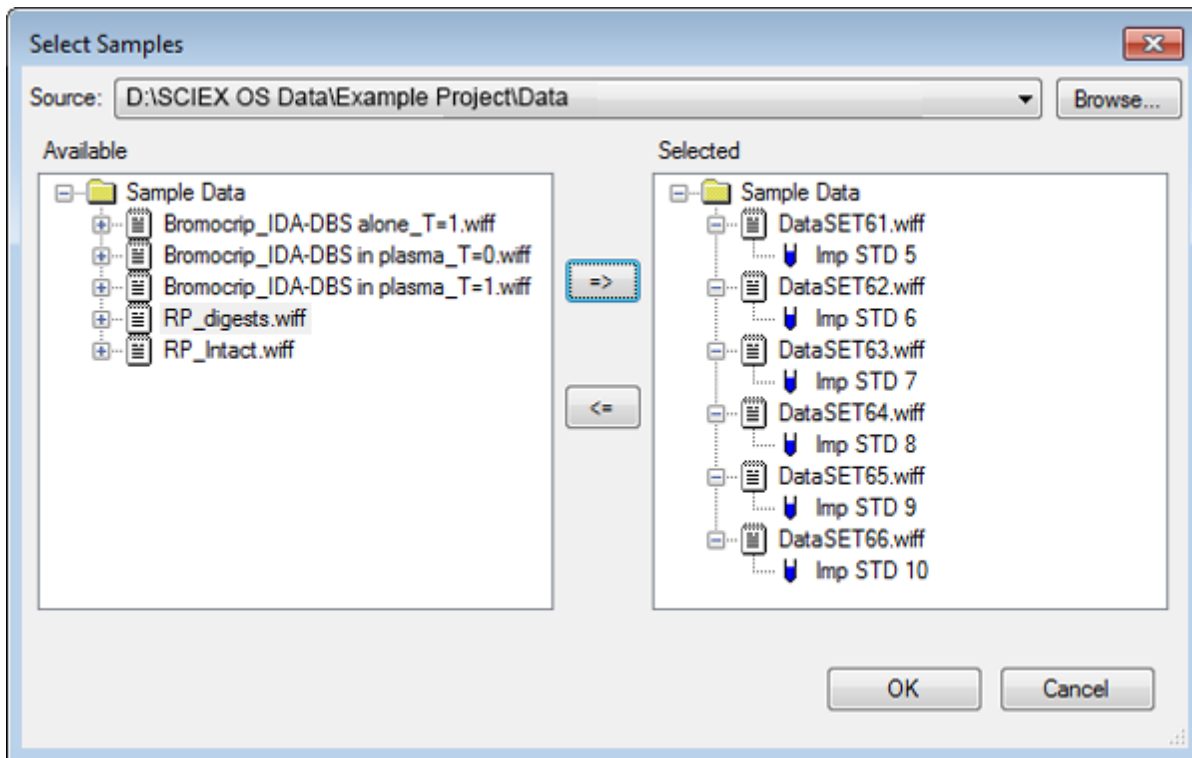 Select Samples
Source: D:\SCIEX OS Data\Example Project\Data Browse...
Available
Sample Data
Bromocrip_IDA-DBS alone_T=1.wiff
Bromocrip_IDA-DBS in plasma_T=0.wiff
Bromocrip_IDA-DBS in plasma_T=1.wiff
RP_digests.wiff
RP_Intact.wiff
=>
<=
Selected
Sample Data
DataSET61.wiff
Imp STD 5
DataSET62.wiff
Imp STD 6
DataSET63.wiff
Imp STD 7
DataSET64.wiff
Imp STD 8
DataSET65.wiff
Imp STD 9
DataSET66.wiff
Imp STD 10
OK Cancel